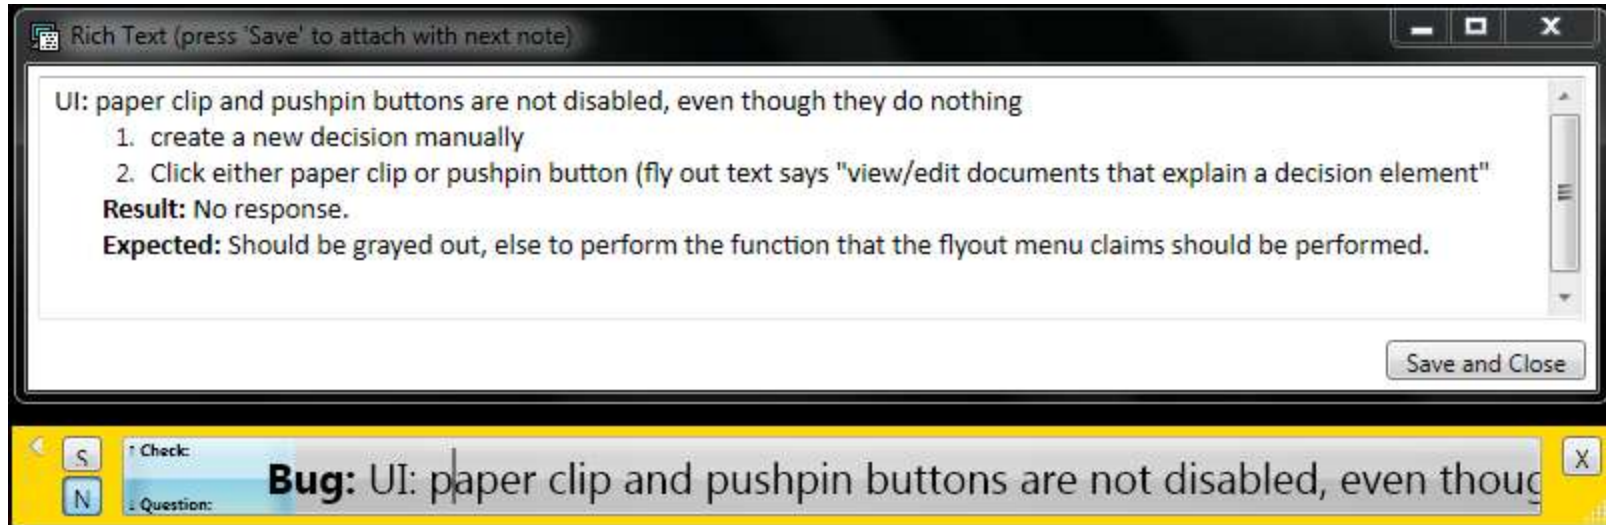 Rich Text (press 'Save' to attach with next note)
X
UI: paper clip and pushpin buttons are not disabled, even though they do nothing
1. create a new decision manually
2. Click either paper clip or pushpin button (fly out text says "view/edit documents that explain a decision element"
Result: No response.
Expected: Should be grayed out, else to perform the function that the flyout menu claims should be performed.
Save and Close
S
N
↑ Check:
Bug: UI: paper clip and pushpin buttons are not disabled, even thoug
↓ Question:
X